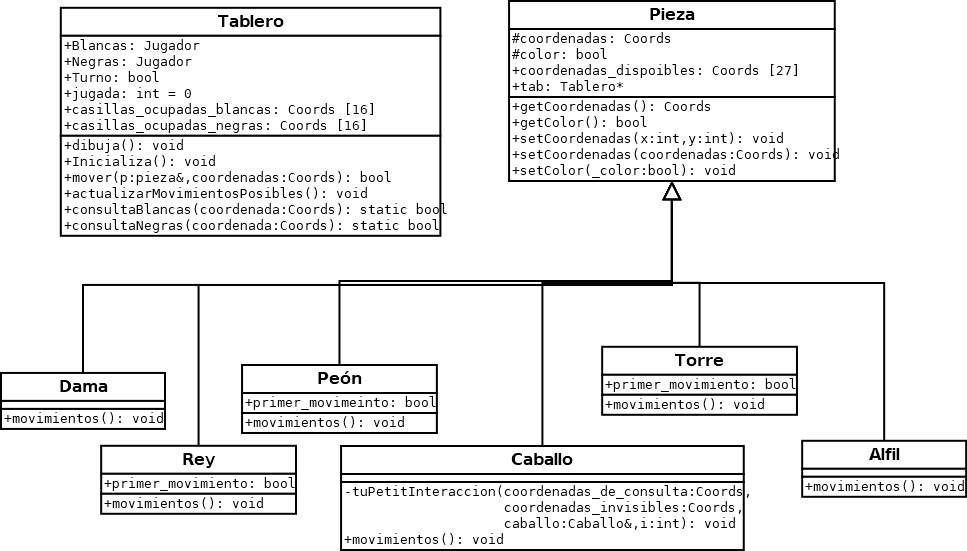 Tablero
+Blancas: Jugador
+Negras: Jugador
+Turno: bool
+jugada: int = 0
+casillas_ocupadas_blancas: Coords [16]
+casillas_ocupadas_negras: Coords [16]
+dibuja(): void
+Inicializa(): void
+mover(p:pieza&,coordenadas:Coords): bool
+actualizarMovimientosPosibles(): void
+consultaBlancas(coordenada:Coords): static bool
+consultaNegras(coordenada:Coords): static bool
Pieza
#coordenadas: Coords
#color: bool
+coordenadas_dispoibles: Coords [27]
+tab: Tablero*
+getCoordenadas(): Coords
+getColor(): bool
+setCoordenadas(x:int,y:int): void
+setCoordenadas(coordenadas:Coords): void
+setColor(_color:bool): void
Dama
+movimientos(): void
Rey
+primer_movimiento: bool
+movimientos(): void
Peón
+primer_movimeinto: bool
+movimientos(): void
Caballo
-tuPetitInteraccion(coordenadas_de_consulta:Coords,
coordenadas_invisibles:Coords,
caballo:Caballo&,i:int): void
+movimientos(): void
Torre
+primer_movimiento: bool
+movimientos(): void
Alfil
+movimientos(): void